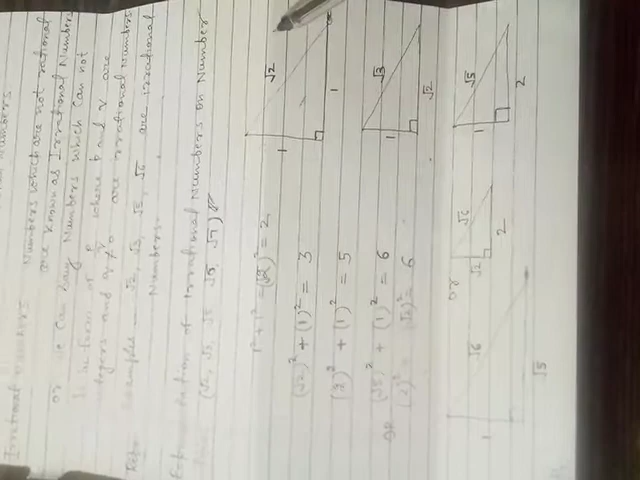 Irrational Numbers
Numbers which are not rational
are known as Irrational Numbers
or we can say Numbers which can not
in form of p/q where p and q are
integers and q≠0 are irrational numbers
Example - √2, √3, √5, √6 are irrational
Numbers.
Representation of Irrational Numbers on Number
(√2, √3, √5, √6, √7)
1² + 1² = (√2)² = 2
(√2)² + (1)² = 3
(2)² + (1)² = 5
(√5)² + (1)² = 6
OR (2)² (√2)² = 6
√2
1
1
√3
1
√2
√5
1
2
or
√6
√2
2
√6
1
√5